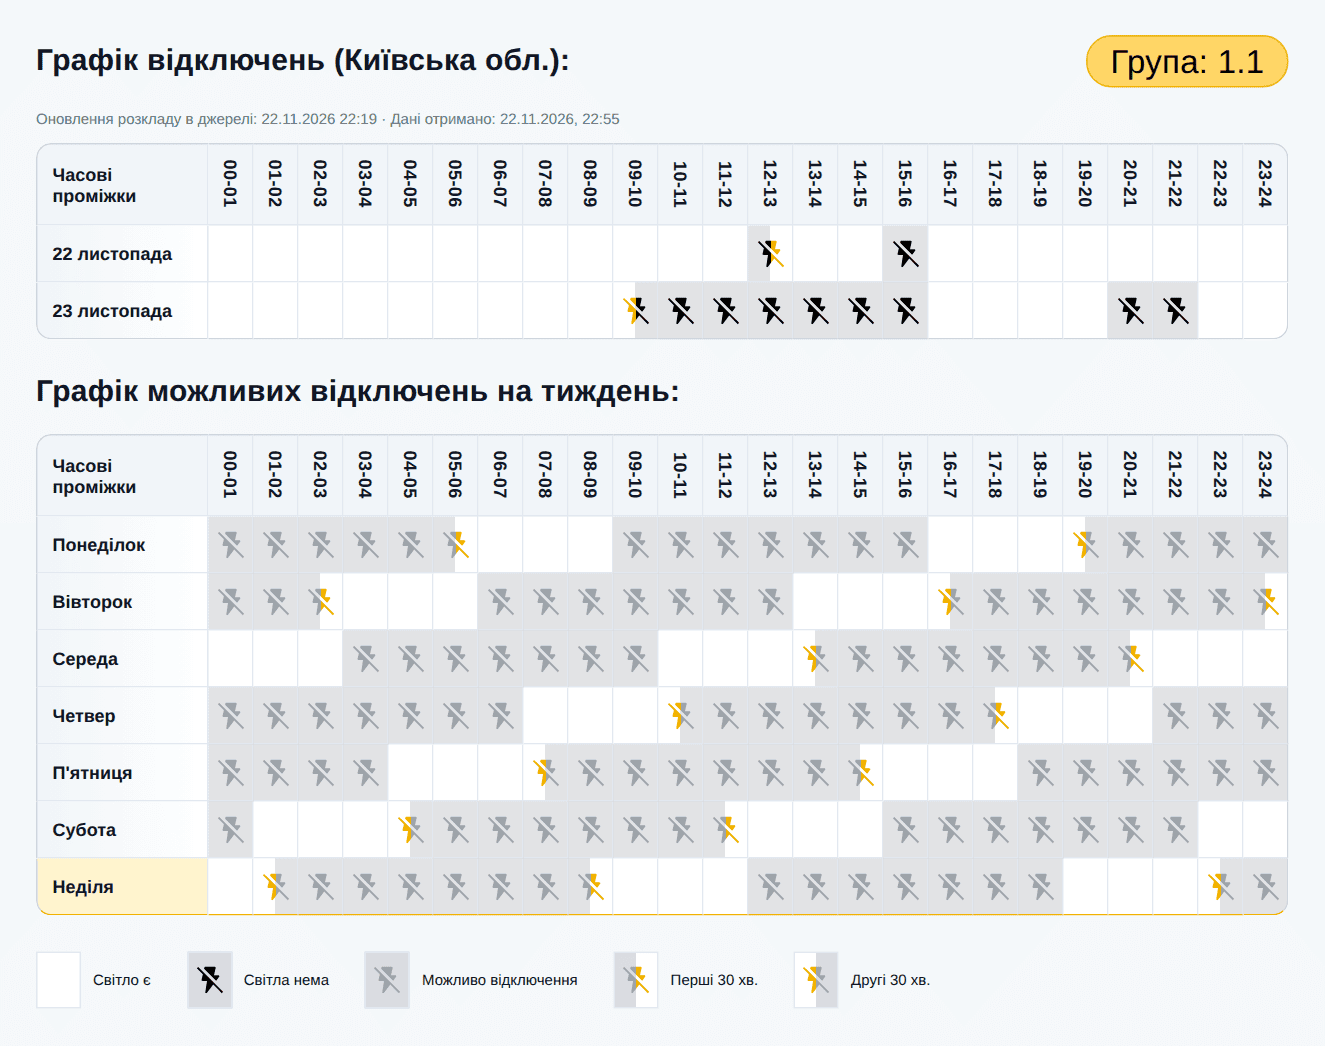 Графік відключень (Київська обл.):
Група: 1.1
Оновлення розкладу в джерелі: 22.11.2026 22:19 · Дані отримано: 22.11.2026, 22:55
Часові
проміжки
00-01 01-02 02-03 03-04 04-05 05-06 06-07 07-08 08-09 09-10 10-11 11-12 12-13 13-14 14-15 15-16 16-17 17-18 18-19 19-20 20-21 21-22 22-23 23-24
22 листопада
23 листопада
Графік можливих відключень на тиждень:
Часові
проміжки
00-01 01-02 02-03 03-04 04-05 05-06 06-07 07-08 08-09 09-10 10-11 11-12 12-13 13-14 14-15 15-16 16-17 17-18 18-19 19-20 20-21 21-22 22-23 23-24
Понеділок
Вівторок
Середа
Четвер
П'ятниця
Субота
Неділя
Світло є Світла нема Можливо відключення Перші 30 хв. Другі 30 хв.